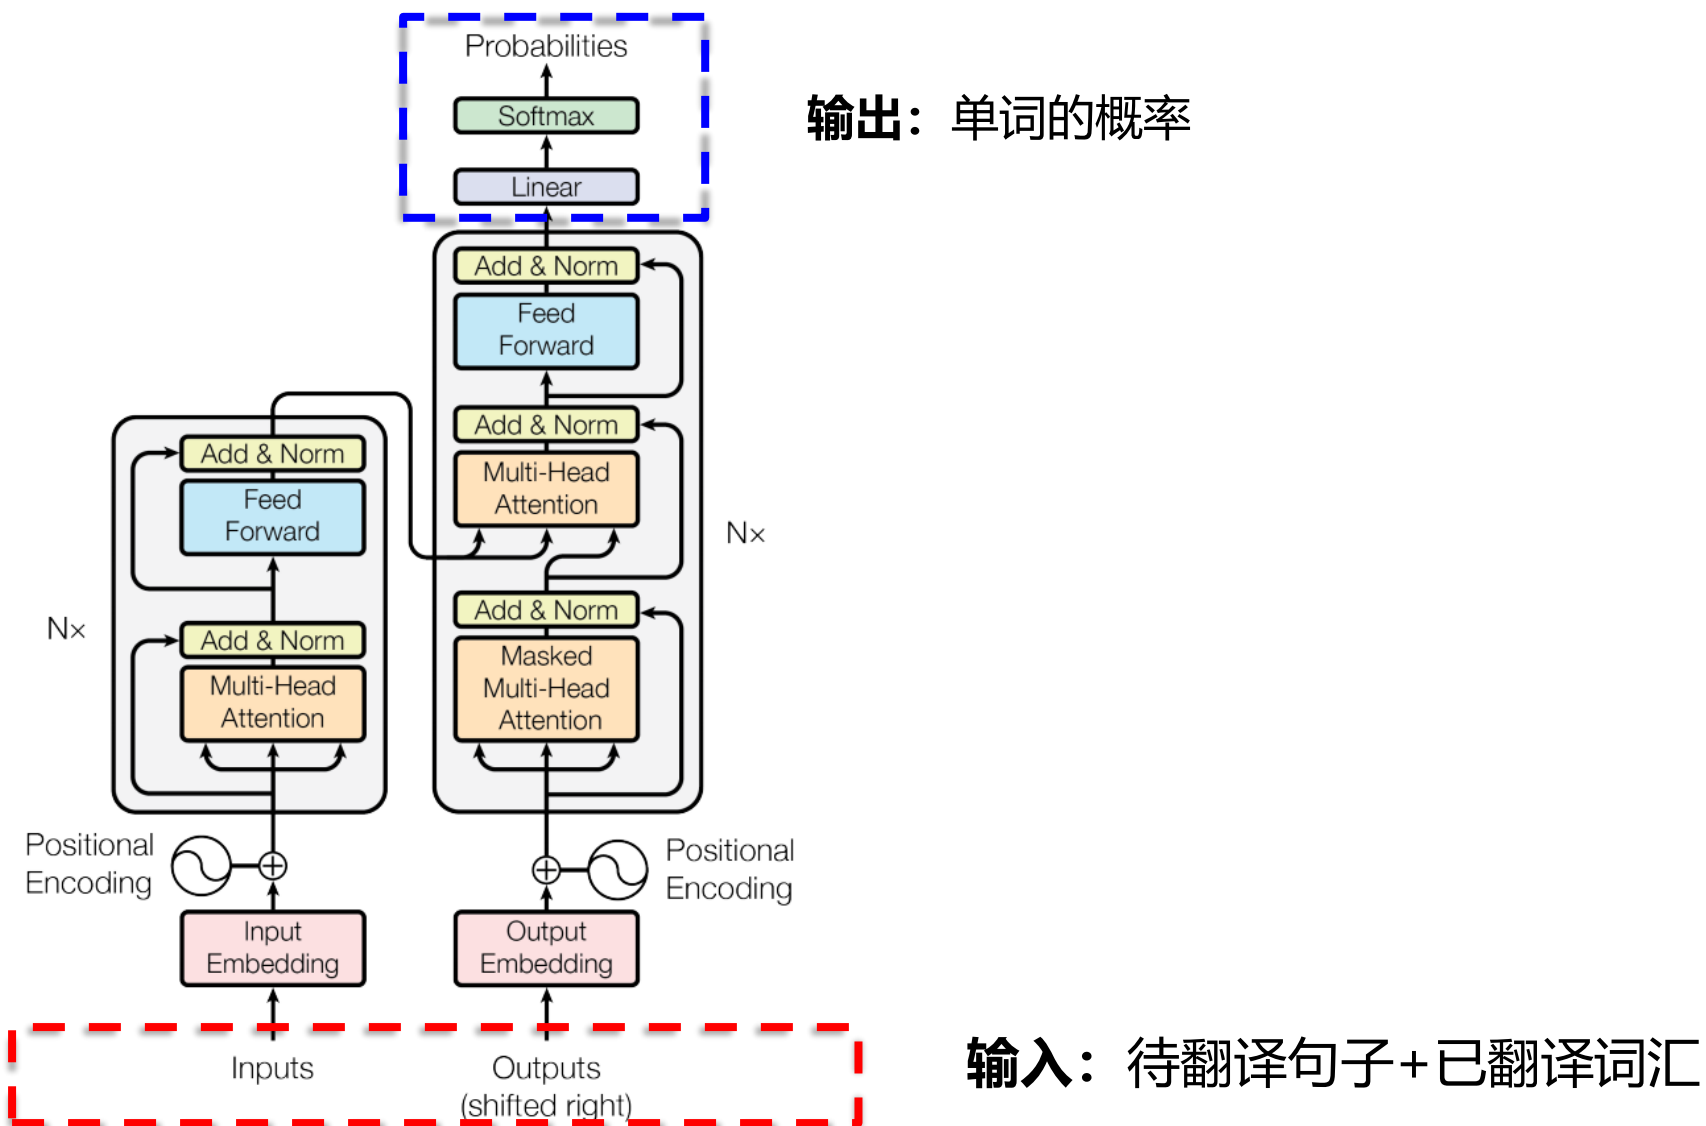 Probabilities
Softmax
Linear
输出：单词的概率
Add & Norm
Feed
Forward
Add & Norm
Multi-Head
Attention
N×
Add & Norm
Masked
Multi-Head
Attention
Add & Norm
Feed
Forward
N×
Add & Norm
Multi-Head
Attention
Positional
Encoding
Positional
Encoding
Input
Embedding
Output
Embedding
Inputs
Outputs
(shifted right)
输入：待翻译句子+已翻译词汇